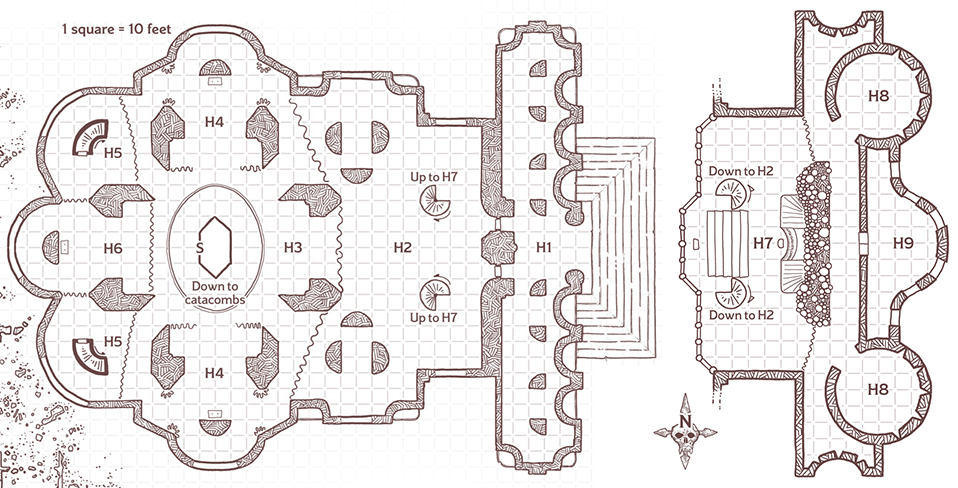 1 square = 10 feet
H8
H4
H5
Down to H2
Up to H7
S
H6
H3
H2
H1
H7
H9
Down to
catacombs
Up to H7
Down to H2
H5
H4
H8
N